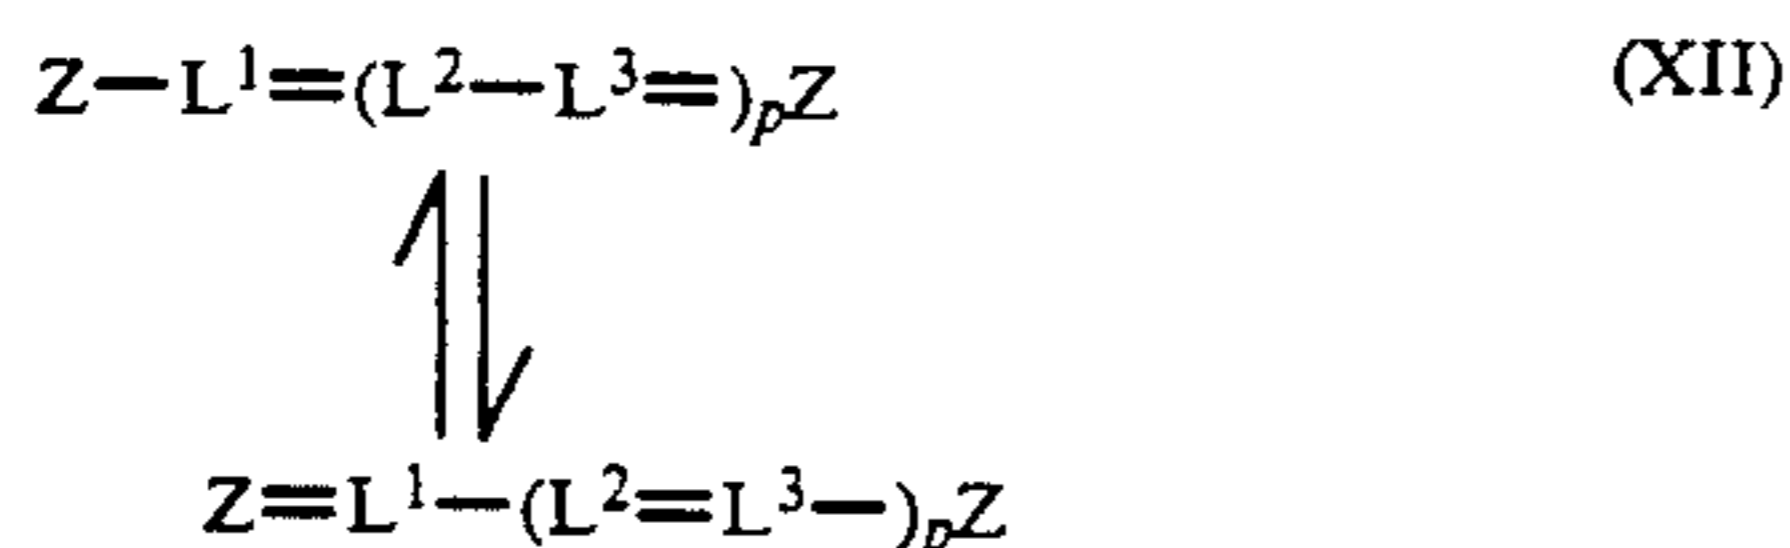 Z—L¹=(L²—L³=)ₚZ (XII)
Z=L¹—(L²=L³—)ₚZ